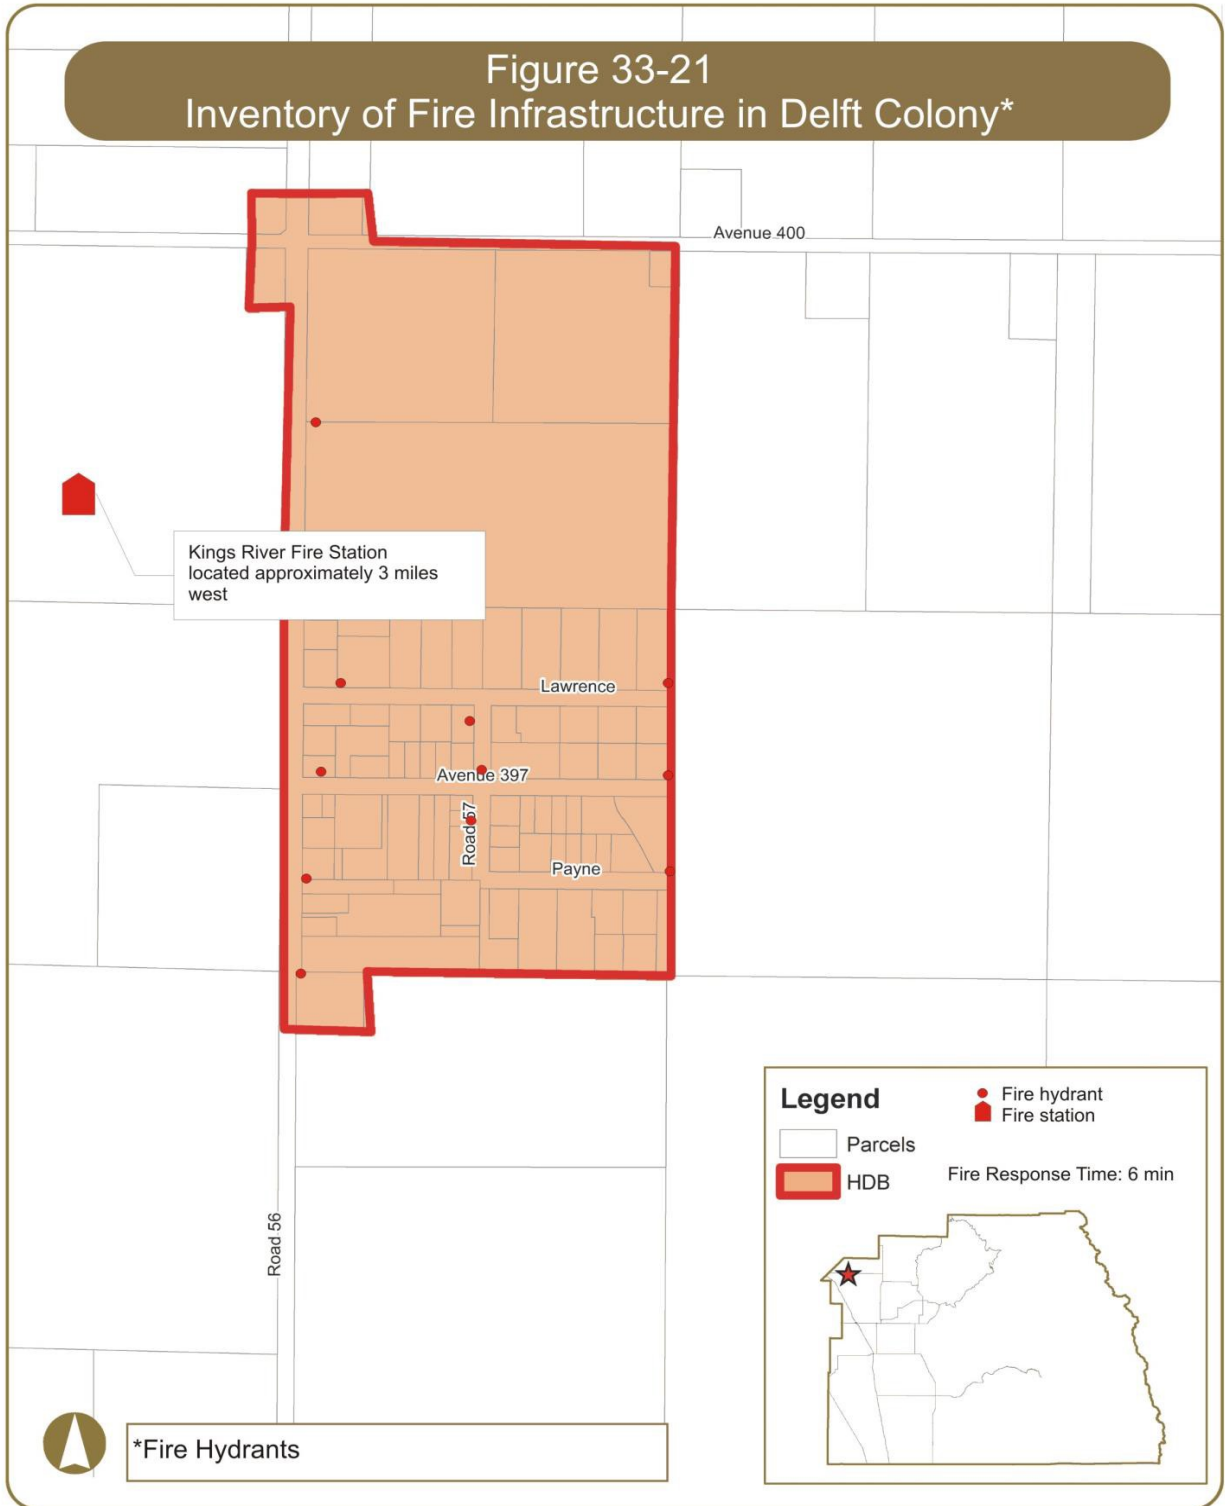 Figure 33-21
Inventory of Fire Infrastructure in Delft Colony*
Avenue 400
Kings River Fire Station
located approximately 3 miles
west
Lawrence
Avenue 397
Road 57
Payne
Road 56
Legend
Fire hydrant
Fire station
Parcels
HDB
Fire Response Time: 6 min
*Fire Hydrants